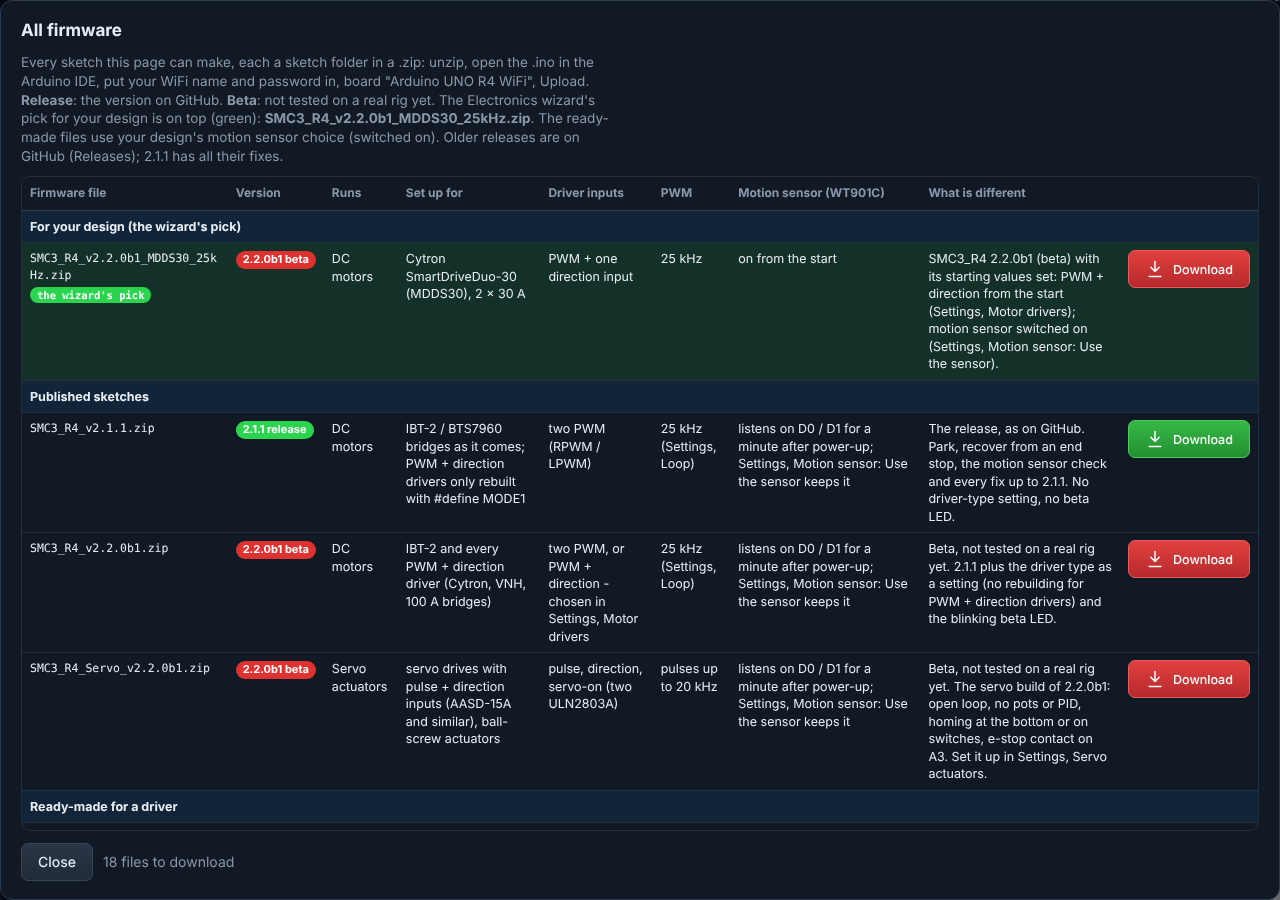 All firmware
Every sketch this page can make, each a sketch folder in a .zip: unzip, open the .ino in the
Arduino IDE, put your WiFi name and password in, board "Arduino UNO R4 WiFi", Upload.
Release: the version on GitHub. Beta: not tested on a real rig yet. The Electronics wizard's
pick for your design is on top (green): SMC3_R4_v2.2.0b1_MDDS30_25kHz.zip. The ready-
made files use your design's motion sensor choice (switched on). Older releases are on
GitHub (Releases); 2.1.1 has all their fixes.
Firmware file
Version
Runs
Set up for
Driver inputs
PWM
Motion sensor (WT901C)
What is different
For your design (the wizard's pick)
SMC3_R4_v2.2.0b1_MDDS30_25k
Hz.zip
the wizard's pick
2.2.0b1 beta
DC
motors
Cytron
SmartDriveDuo-30
(MDDS30), 2 × 30 A
PWM + one
direction input
25 kHz
on from the start
SMC3_R4 2.2.0b1 (beta) with
its starting values set: PWM +
direction from the start
(Settings, Motor drivers);
motion sensor switched on
(Settings, Motion sensor: Use
the sensor).
Download
Published sketches
SMC3_R4_v2.1.1.zip
2.1.1 release
DC
motors
IBT-2 / BTS7960
bridges as it comes;
PWM + direction
drivers only rebuilt
with #define MODE1
two PWM
(RPWM /
LPWM)
25 kHz
(Settings,
Loop)
listens on D0 / D1 for a
minute after power-up;
Settings, Motion sensor: Use
the sensor keeps it
The release, as on GitHub.
Park, recover from an end
stop, the motion sensor check
and every fix up to 2.1.1. No
driver-type setting, no beta
LED.
Download
SMC3_R4_v2.2.0b1.zip
2.2.0b1 beta
DC
motors
IBT-2 and every
PWM + direction
driver (Cytron, VNH,
100 A bridges)
two PWM, or
PWM +
direction -
chosen in
Settings, Motor
drivers
25 kHz
(Settings,
Loop)
listens on D0 / D1 for a
minute after power-up;
Settings, Motion sensor: Use
the sensor keeps it
Beta, not tested on a real rig
yet. 2.1.1 plus the driver type as
a setting (no rebuilding for
PWM + direction drivers) and
the blinking beta LED.
Download
SMC3_R4_Servo_v2.2.0b1.zip
2.2.0b1 beta
Servo
actuators
servo drives with
pulse + direction
inputs (AASD-15A
and similar), ball-
screw actuators
pulse, direction,
servo-on (two
ULN2803A)
pulses up
to 20 kHz
listens on D0 / D1 for a
minute after power-up;
Settings, Motion sensor: Use
the sensor keeps it
Beta, not tested on a real rig
yet. The servo build of 2.2.0b1:
open loop, no pots or PID,
homing at the bottom or on
switches, e-stop contact on
A3. Set it up in Settings, Servo
actuators.
Download
Ready-made for a driver
Close
18 files to download